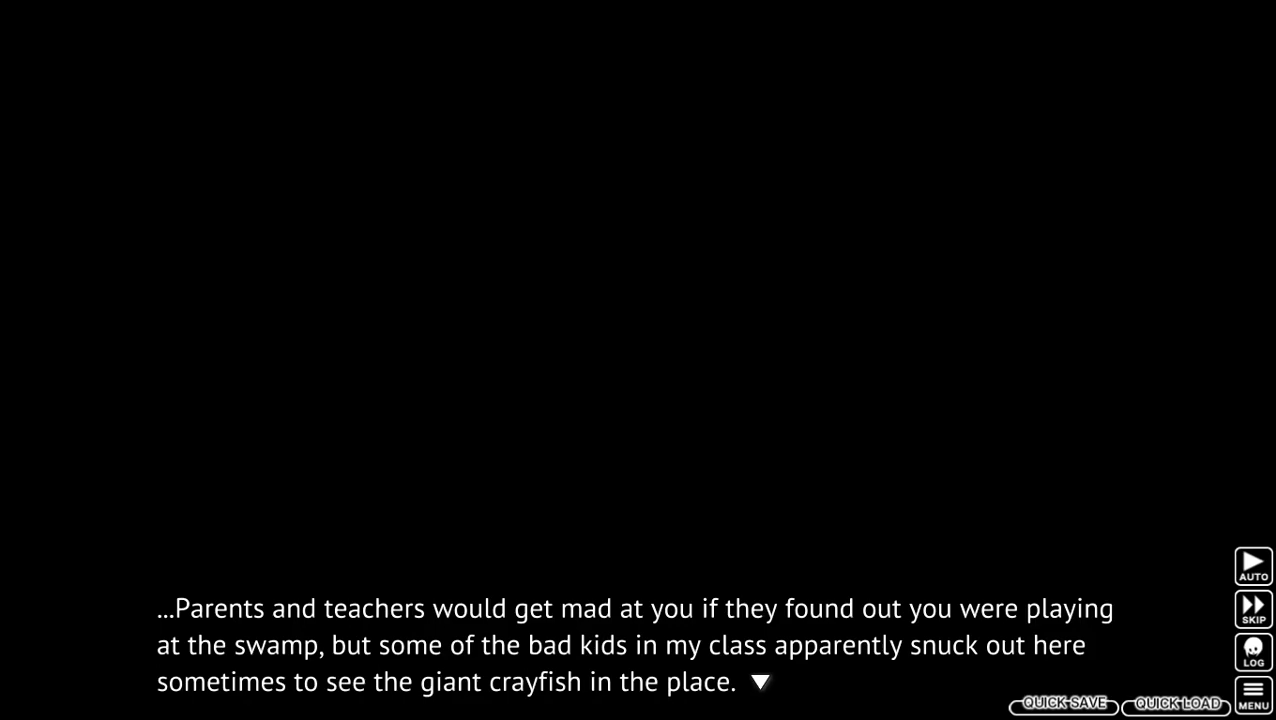 ...Parents and teachers would get mad at you if they found out you were playing
at the swamp, but some of the bad kids in my class apparently snuck out here
sometimes to see the giant crayfish in the place.
AUTO
SKIP
LOG
MENU
QUICK SAVE
QUICK LOAD